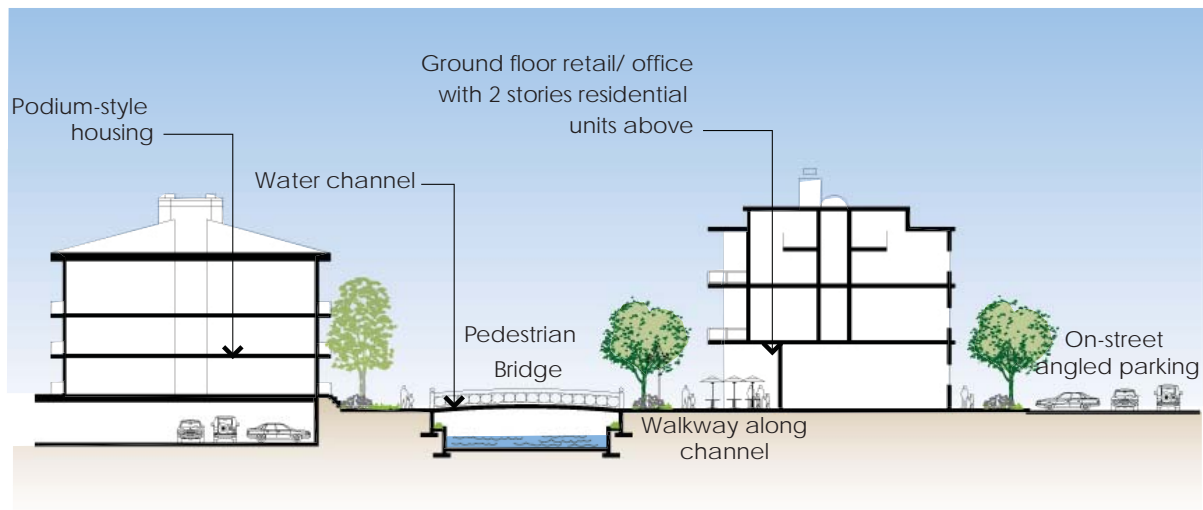 Ground floor retail/ office
with 2 stories residential
units above
Podium-style
housing
Water channel
Pedestrian
Bridge
On-street
angled parking
Walkway along
channel